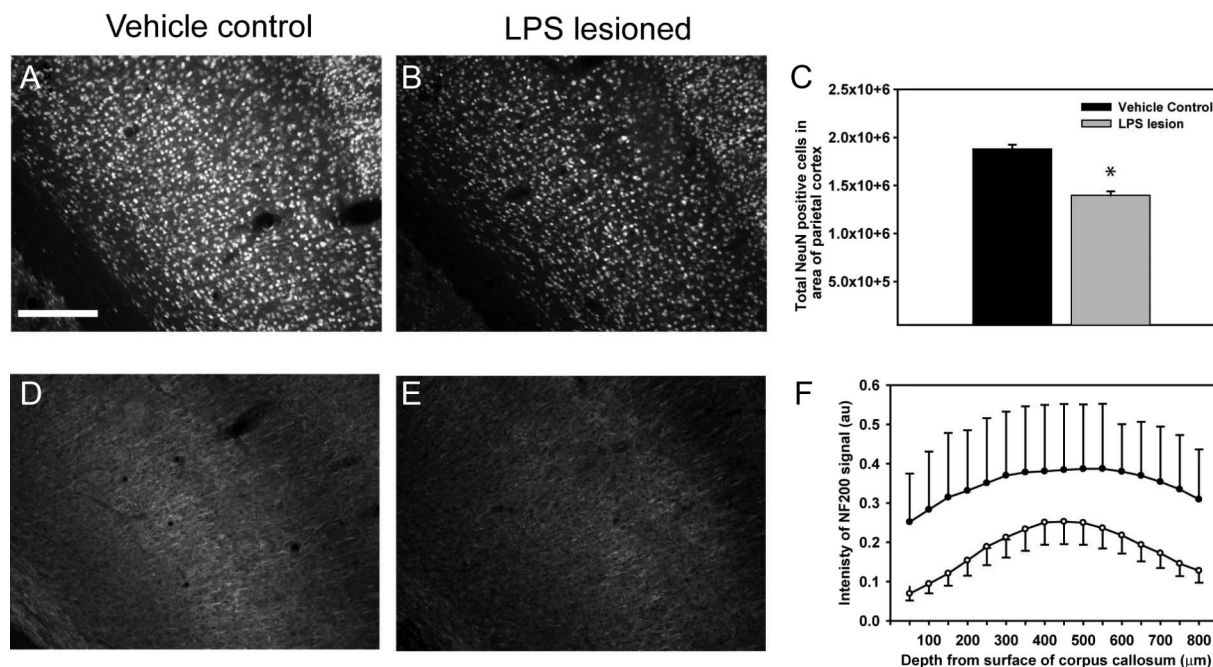 Vehicle control
LPS lesioned
A
B
C
2.5x10+6
2.0x10+6
1.5x10+6
1.0x10+6
5.0x10+5
Total NeuN positive cells in
area of parietal cortex
Vehicle Control
LPS lesion
*
D
E
F
0.6
0.5
0.4
0.3
0.2
0.1
0.0
Intenisty of NF200 signal (au)
100 200 300 400 500 600 700 800
Depth from surface of corpus callosum (µm)